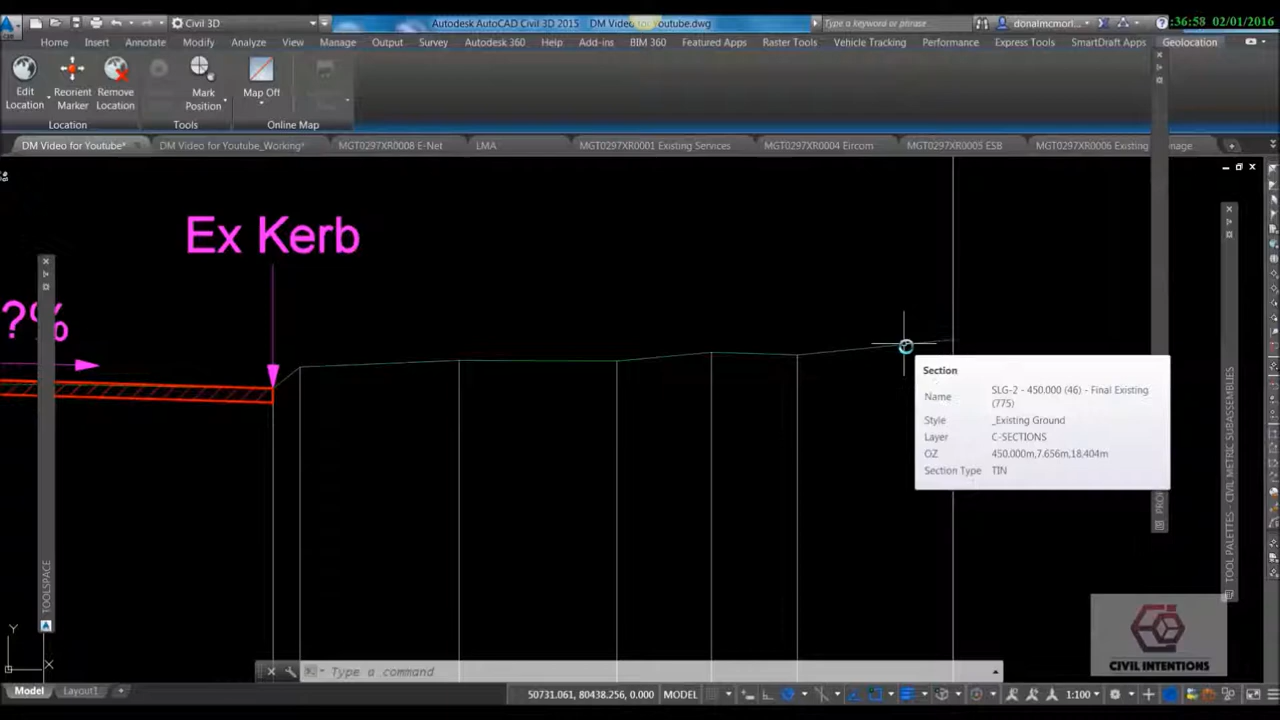 Civil 3D
Autodesk AutoCAD Civil 3D 2015 DM Video for Youtube.dwg
Type a keyword or phrase
donalmcmorl...
:36:58 02/01/2016
Home Insert Annotate Modify Analyze View Manage Output Survey Autodesk 360 Help Add-ins BIM 360 Featured Apps Raster Tools Vehicle Tracking Performance Express Tools SmartDraft Apps Geolocation
Edit Location
Reorient Marker
Remove Location
Mark Position
Map Off
Location Tools Online Map
DM Video for Youtube* DM Video for Youtube_Working* MGT0297XR0008 E-Net LMA MGT0297XR0001 Existing Services MGT0297XR0004 Eircom MGT0297XR0005 ESB MGT0297XR0006 Existing
Ex Kerb
?%
Section
Name SLG-2 - 450.000 (46) - Final Existing
(775)
Style _Existing Ground
Layer C-SECTIONS
OZ 450.000m,7.656m,18.404m
Section Type TIN
TOOLSPACE
TOOL PALETTES - CIVIL METRIC SUBASSEMBLIES
CIVIL INTENTIONS
Y
X
Type a command
Model Layout1
50731.061, 80438.256, 0.000 MODEL 1:100